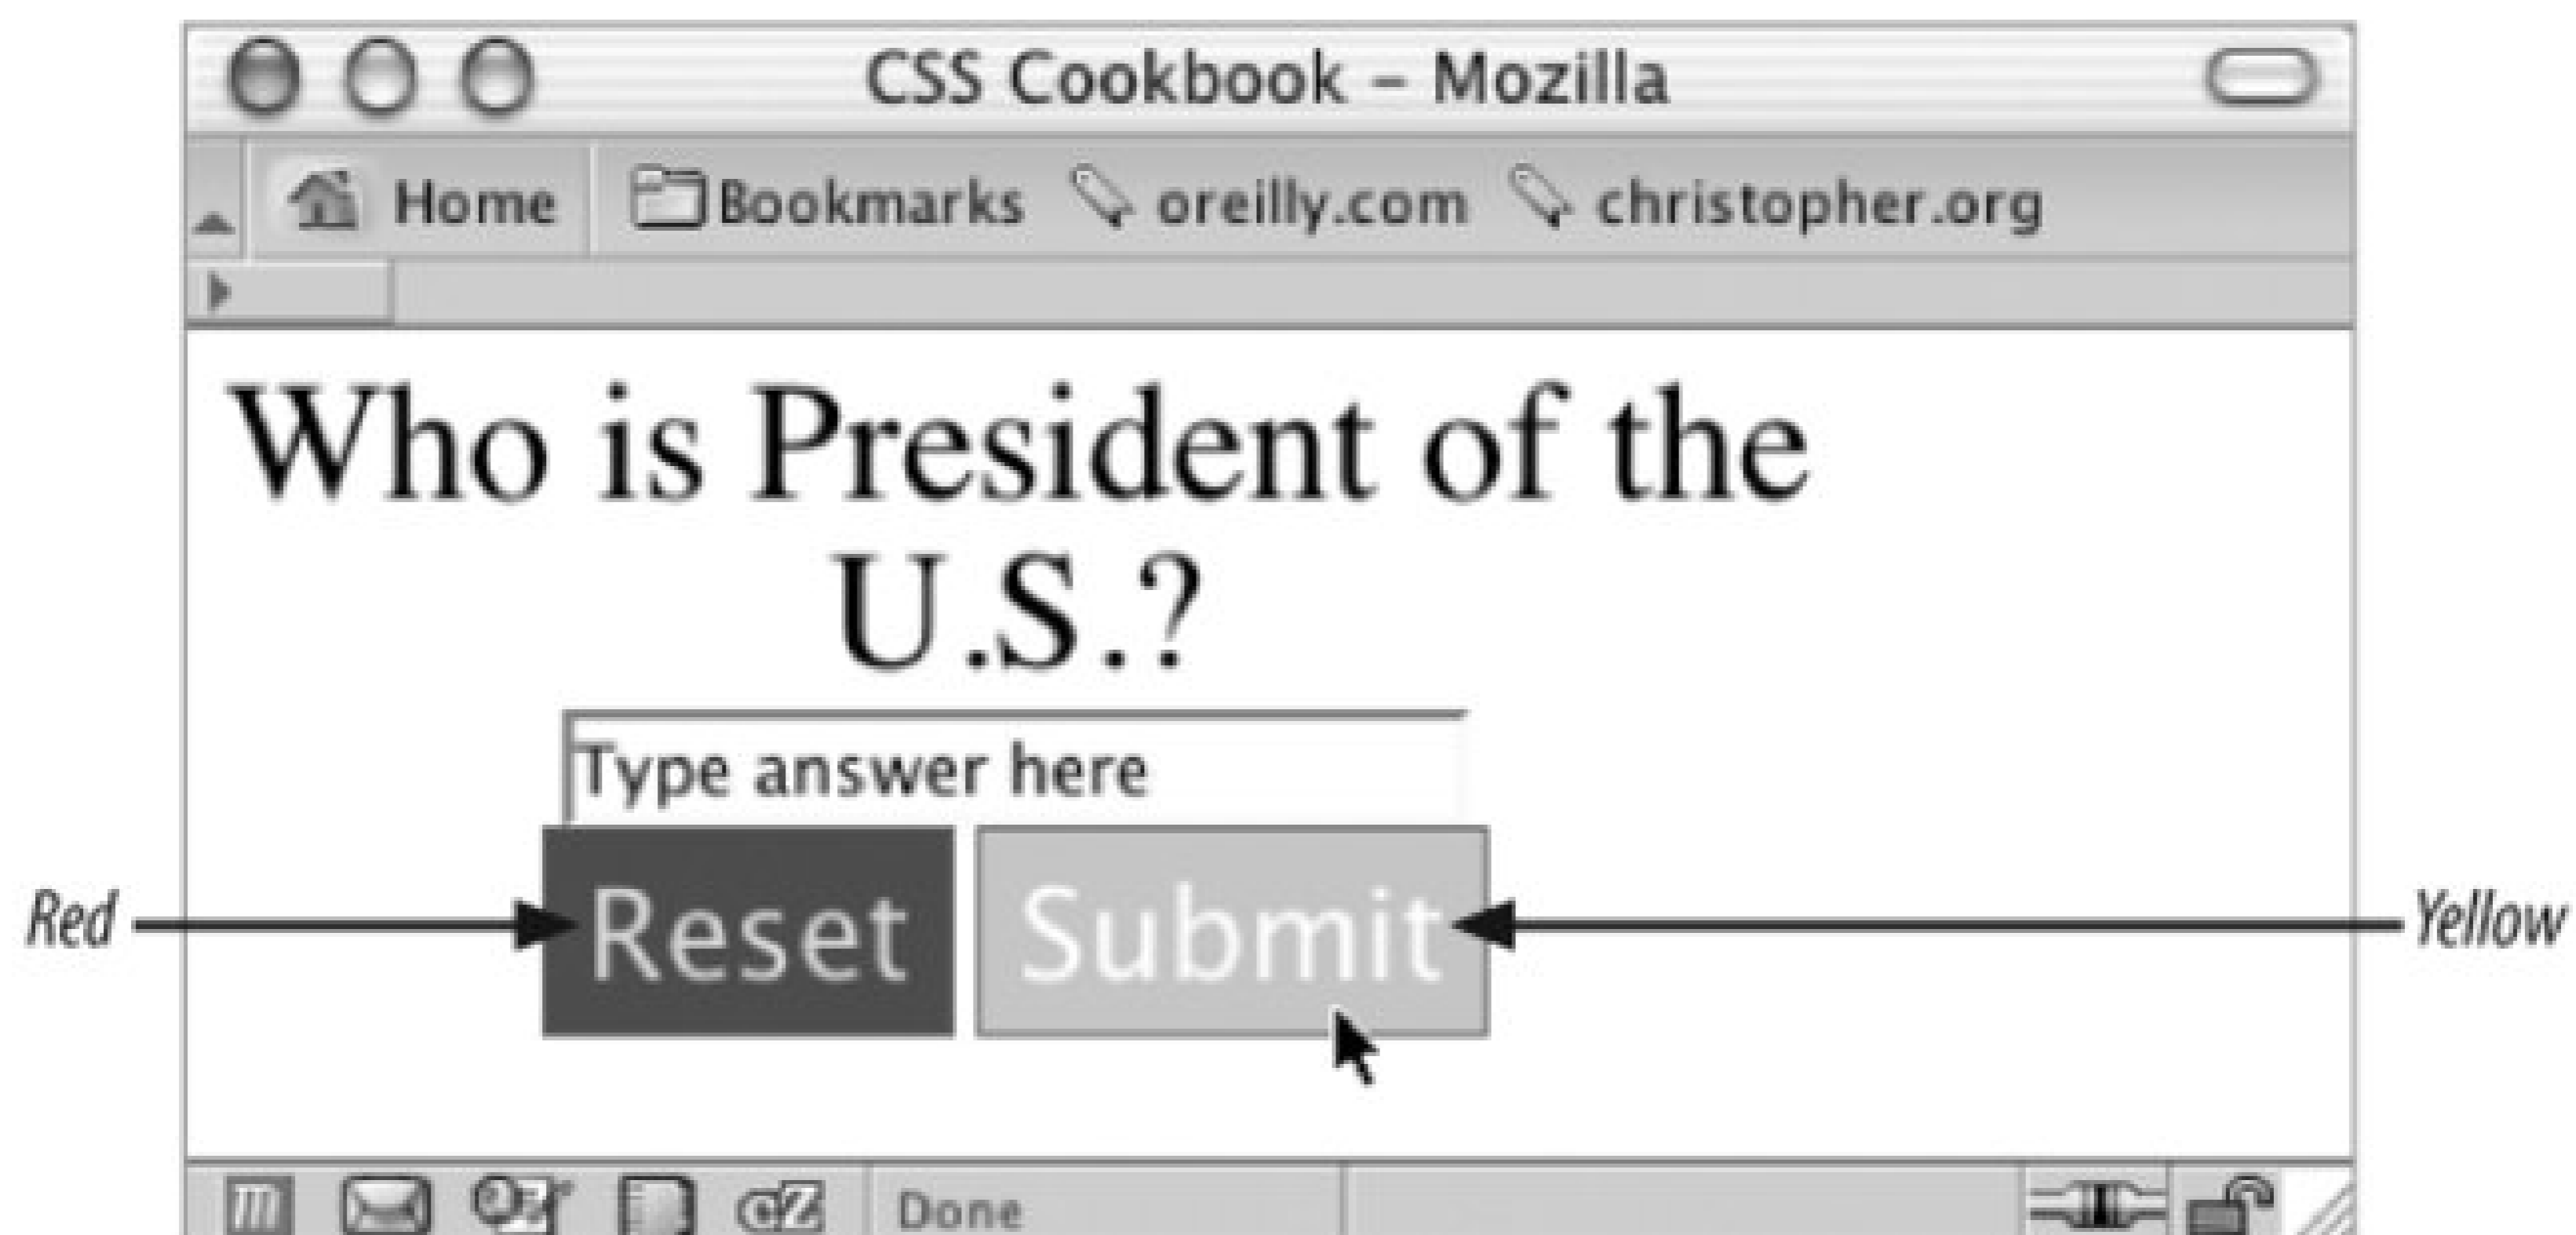 CSS Cookbook – Mozilla
Home Bookmarks oreilly.com christopher.org
Who is President of the
U.S.?
Type answer here
Red Reset Submit Yellow
m cZ Done